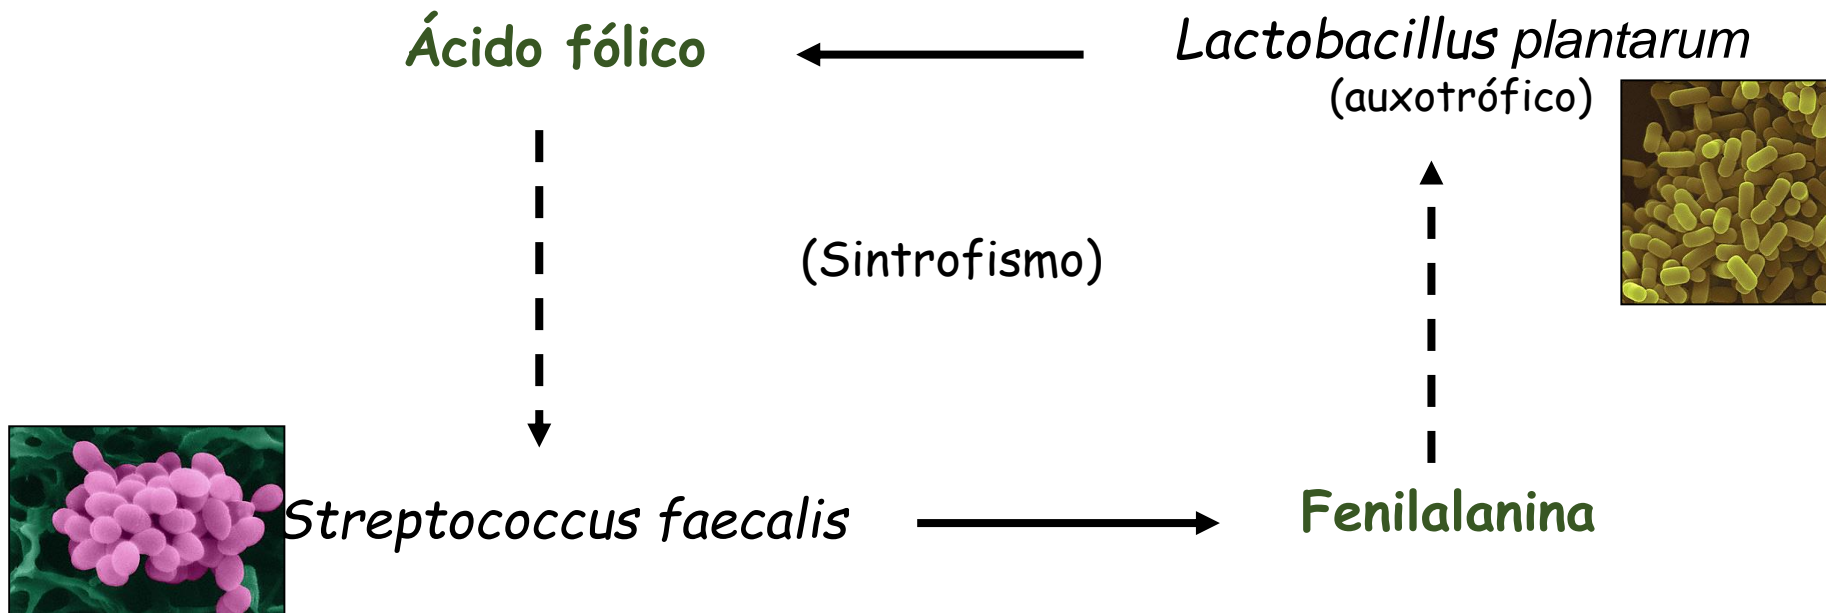 Ácido fólico
Lactobacillus plantarum
(auxotrófico)
(Sintrofismo)
Streptococcus faecalis
Fenilalanina